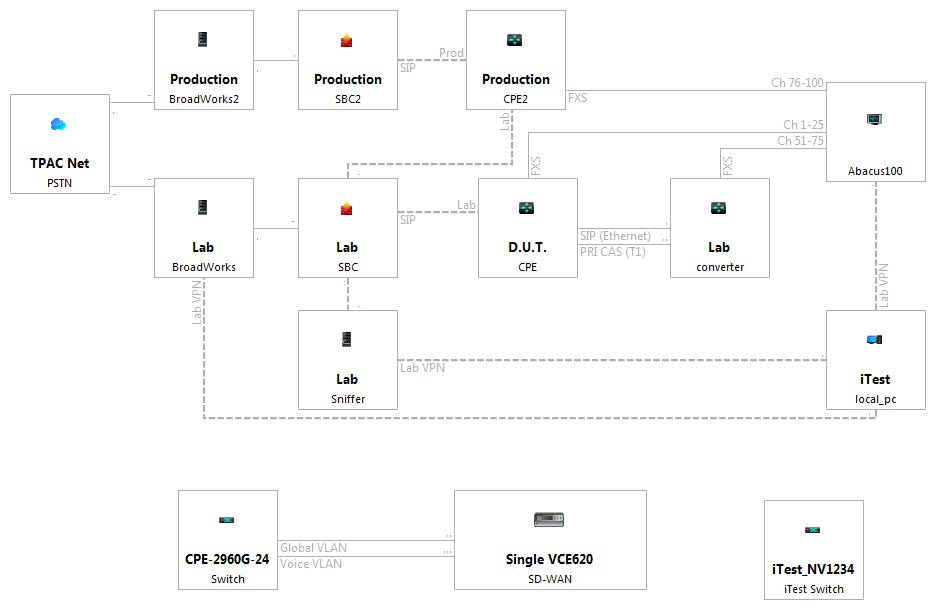 Production
BroadWorks2
Production
SBC2
Prod
SIP
Production
CPE2
Ch 76-100
FXS
Abacus100
TPAC Net
PSTN
Lab
Ch 1-25
Ch 51-75
FXS
FXS
Lab
BroadWorks
Lab
SBC
Lab
SIP
D.U.T.
CPE
SIP (Ethernet)
PRI CAS (T1)
Lab
converter
Lab VPN
Lab VPN
Lab
Sniffer
Lab VPN
iTest
local_pc
CPE-2960G-24
Switch
Global VLAN
Voice VLAN
Single VCE620
SD-WAN
iTest_NV1234
iTest Switch